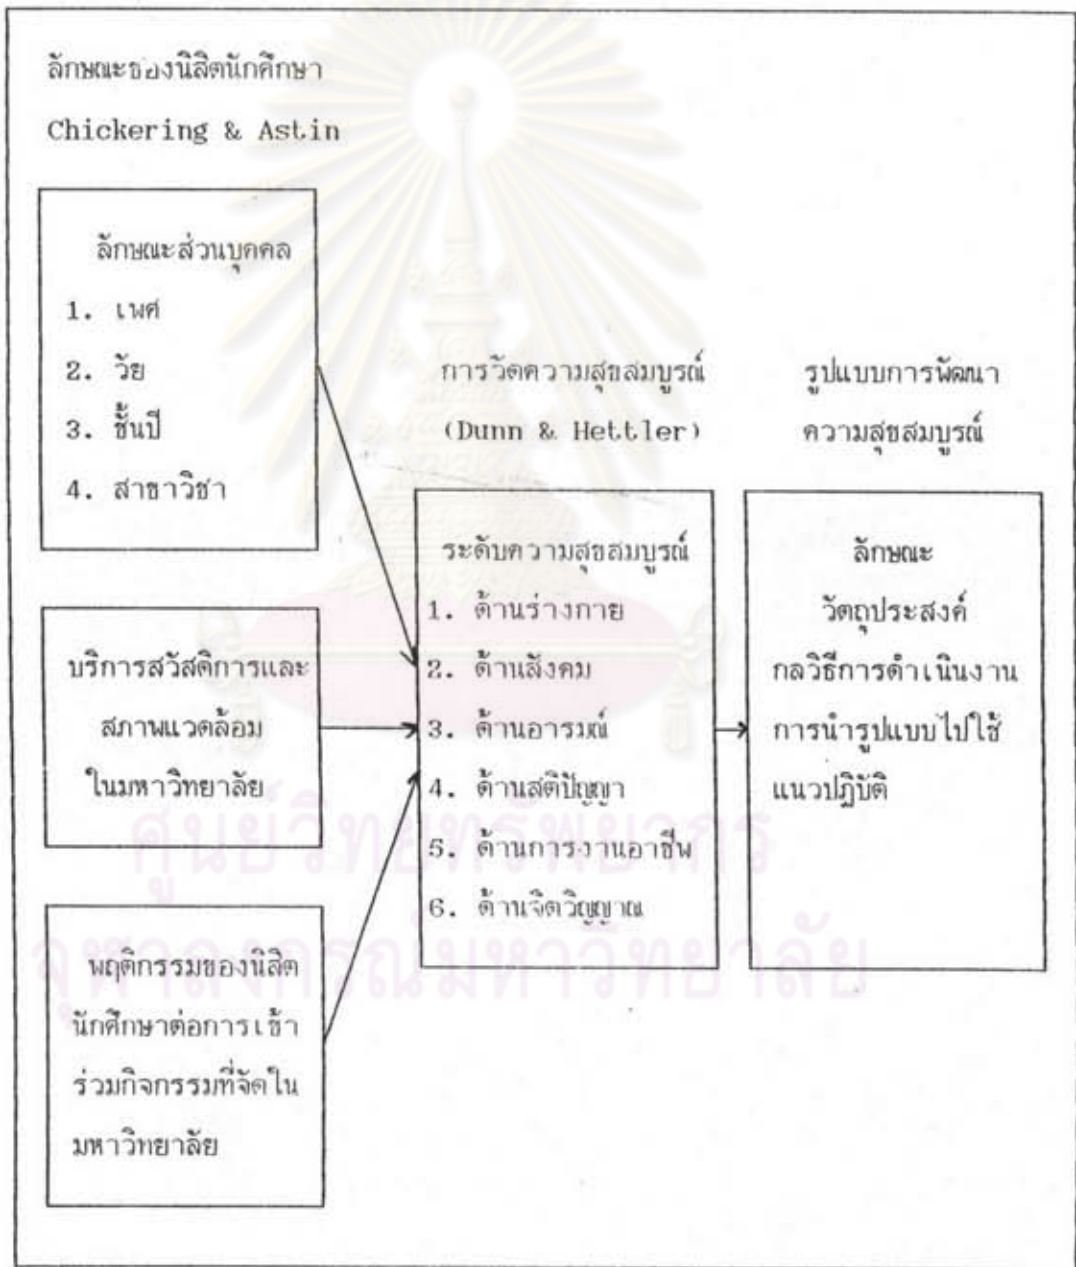 ลักษณะของนิสิตนักศึกษา
Chickering & Astin
ลักษณะส่วนบุคคล
1. เพศ
2. วัย
3. ชั้นปี
4. สาขาวิชา
บริการสวัสดิการและ
สภาพแวดล้อม
ในมหาวิทยาลัย
พฤติกรรมของนิสิต
นักศึกษาต่อการเข้า
ร่วมกิจกรรมที่จัดใน
มหาวิทยาลัย
การวัดความสุขสมบูรณ์
(Dunn & Hettler)
ระดับความสุขสมบูรณ์
1. ด้านร่างกาย
2. ด้านสังคม
3. ด้านอารมณ์
4. ด้านสติปัญญา
5. ด้านการงานอาชีพ
6. ด้านจิตวิญญาณ
รูปแบบการพัฒนา
ความสุขสมบูรณ์
ลักษณะ
วัตถุประสงค์
กลวิธีการดำเนินงาน
การนำรูปแบบไปใช้
แนวปฏิบัติ
ศูนย์วิทยทรัพยากร
จุฬาลงกรณ์มหาวิทยาลัย